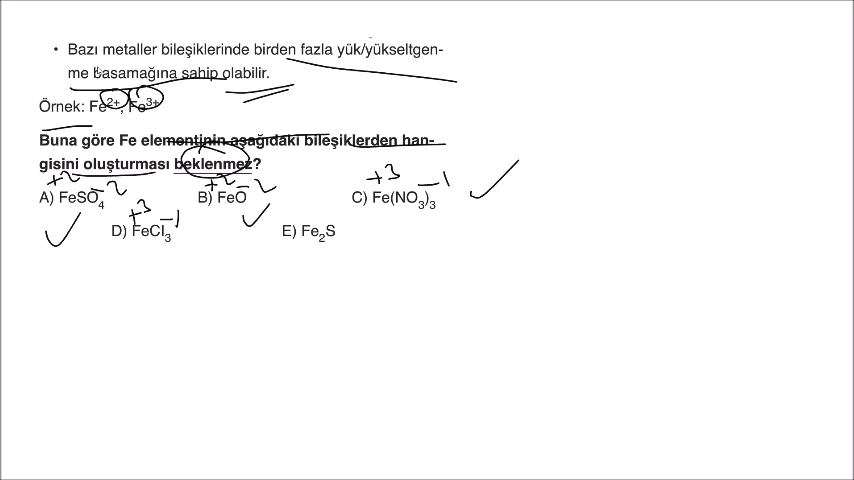 • Bazı metaller bileşiklerinde birden fazla yük/yükseltgen-
me basamağına sahip olabilir.
Örnek: Fe²⁺, Fe³⁺
Buna göre Fe elementinin aşağıdaki bileşiklerden han-
gisini oluşturması beklenmez?
+2 -2 +2 -2 +3 -1
A) FeSO₄ B) FeO C) Fe(NO₃)₃
+3 -1
D) FeCl₃ E) Fe₂S